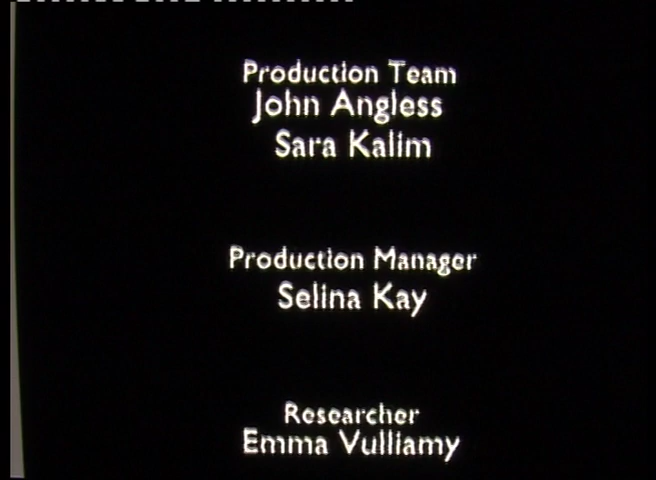 Production Team
John Angless
Sara Kalim
Production Manager
Selina Kay
Researcher
Emma Vulliamy